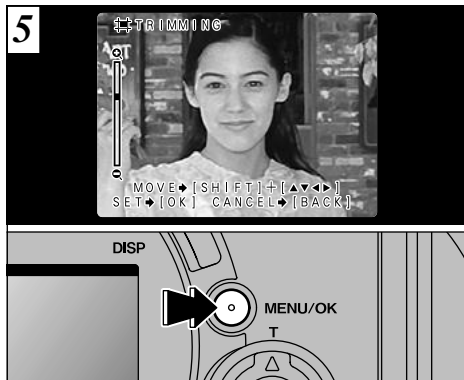 5
TRIMMING
MOVE➧[SHIFT]+[▲▼◀▶]
SET➧[OK] CANCEL➧[BACK]
DISP
MENU/OK
T